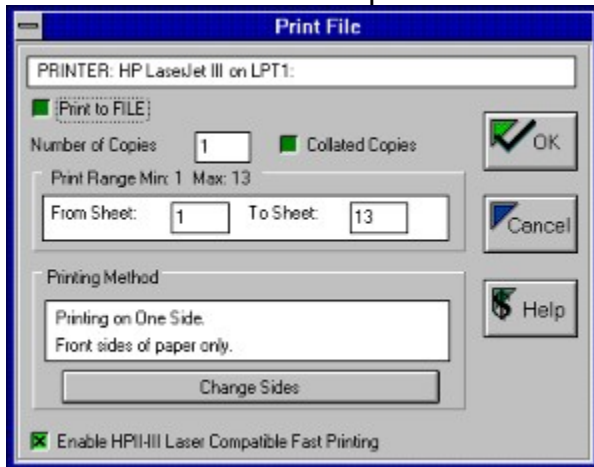 Print File
PRINTER: HP LaserJet III on LPT1:
Print to FILE
Number of Copies 1 Collated Copies
OK
Print Range Min: 1 Max: 13
From Sheet: 1 To Sheet: 13
Cancel
Printing Method
Printing on One Side.
Front sides of paper only.
Help
Change Sides
Enable HPII-III Laser Compatible Fast Printing